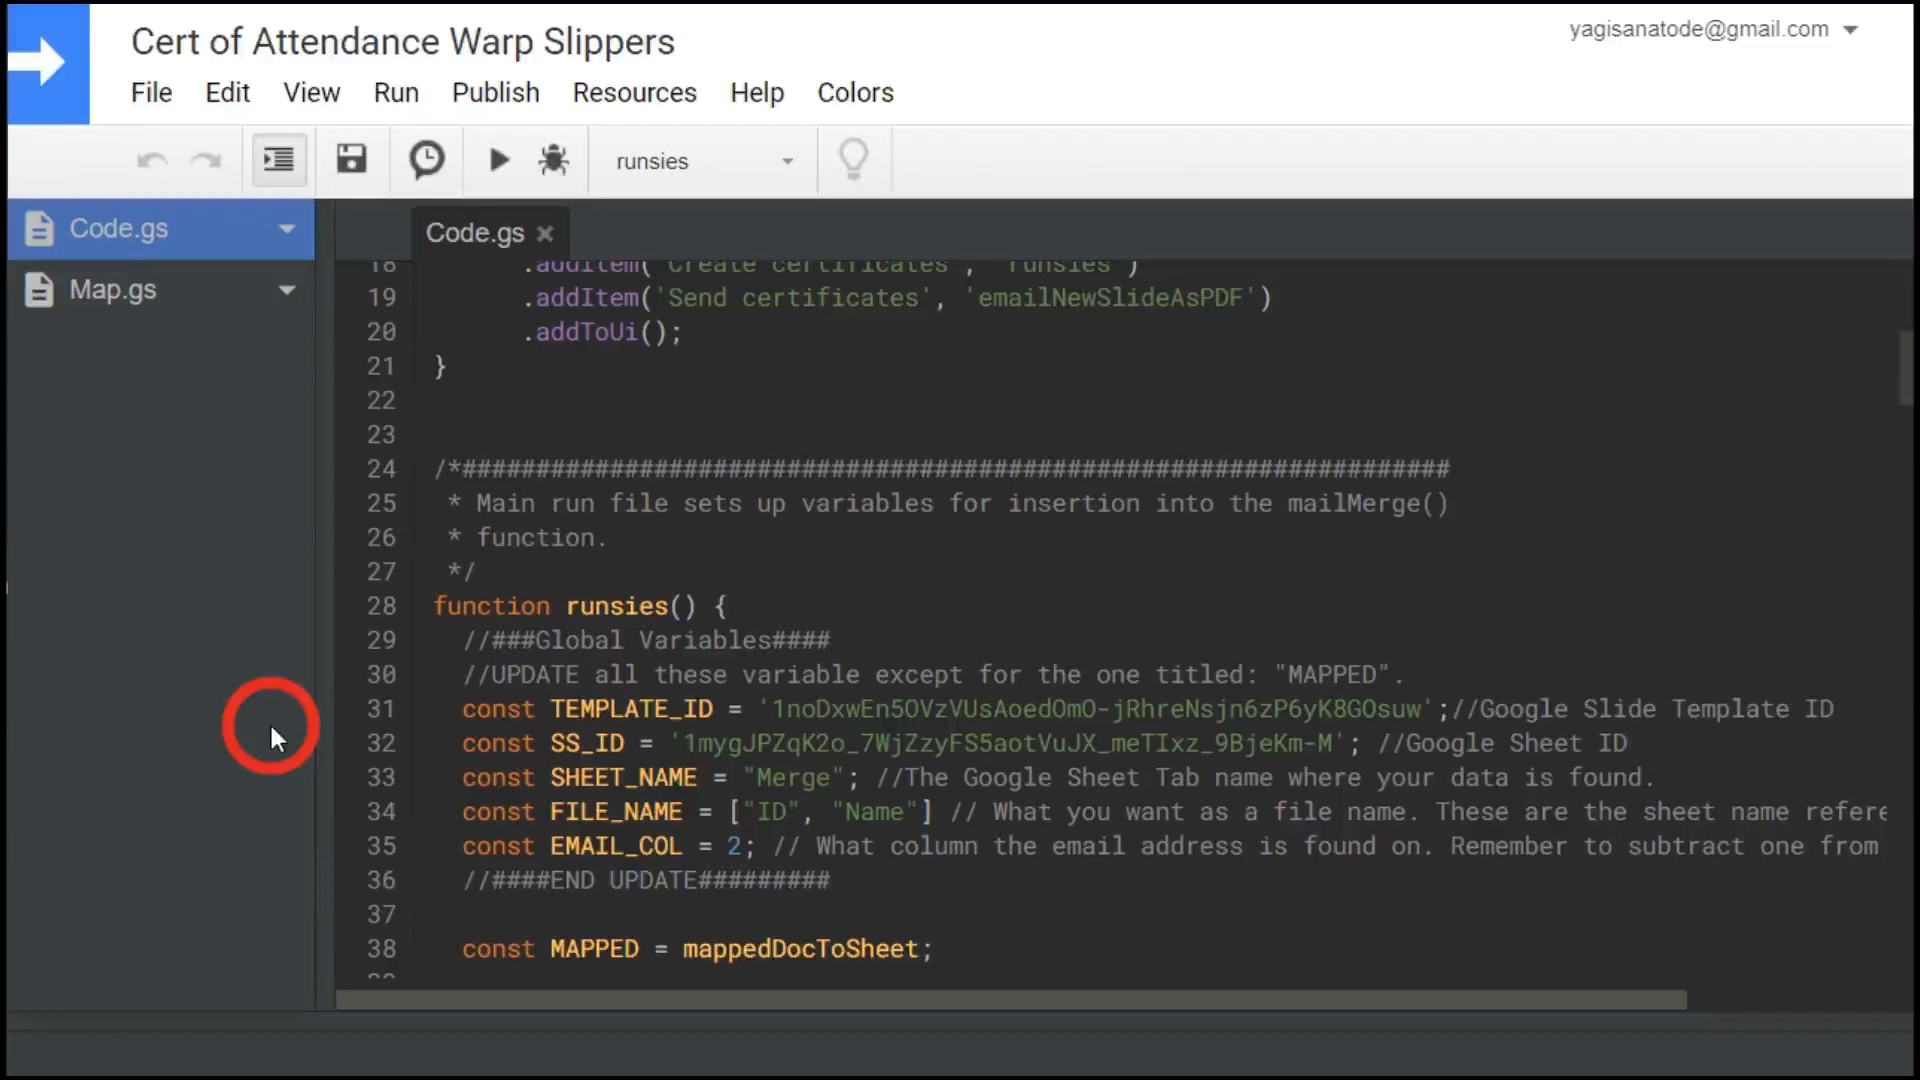 Cert of Attendance Warp Slippers
yagisanatode@gmail.com
File Edit View Run Publish Resources Help Colors
runsies
Code.gs
Map.gs
Code.gs
18 .addItem('Create certificates', 'runsies')
19 .addItem('Send certificates', 'emailNewSlideAsPDF')
20 .addToUi();
21 }
22
23
24 /*###################################################################
25 * Main run file sets up variables for insertion into the mailMerge()
26 * function.
27 */
28 function runsies() {
29 //###Global Variables####
30 //UPDATE all these variable except for the one titled: "MAPPED".
31 const TEMPLATE_ID = '1noDxwEn5OVzVUsAoedOmO-jRhreNsjn6zP6yK8GOsuw';//Google Slide Template ID
32 const SS_ID = '1mygJPZqK2o_7WjZzyFS5aotVuJX_meTIxz_9BjeKm-M'; //Google Sheet ID
33 const SHEET_NAME = "Merge"; //The Google Sheet Tab name where your data is found.
34 const FILE_NAME = ["ID", "Name"] // What you want as a file name. These are the sheet name refere
35 const EMAIL_COL = 2; // What column the email address is found on. Remember to subtract one from
36 //####END UPDATE#########
37
38 const MAPPED = mappedDocToSheet;